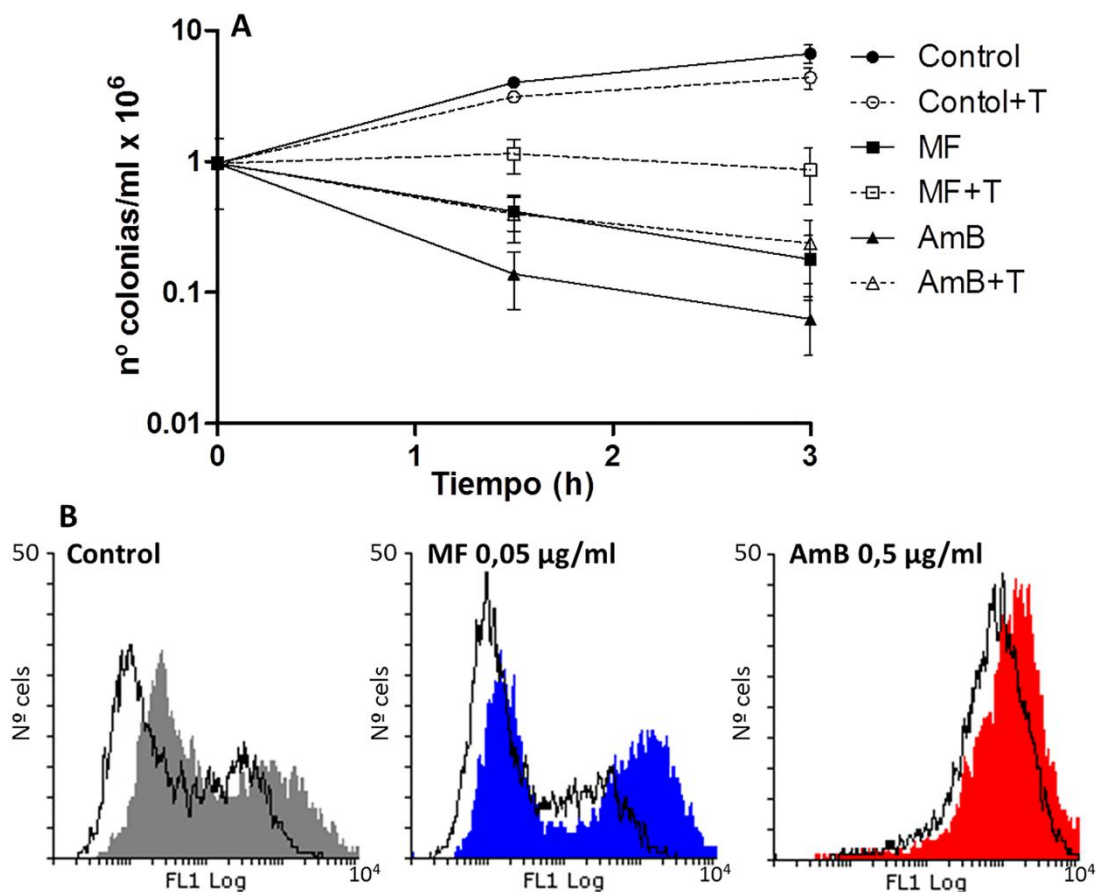 A
10
1
0.1
0.01
nº colonias/ml x 10⁶
0
1
2
3
Tiempo (h)
Control
Contol+T
MF
MF+T
AmB
AmB+T
B
Control
50
Nº cels
FL1 Log
10⁴
MF 0,05 µg/ml
50
Nº cels
FL1 Log
10⁴
AmB 0,5 µg/ml
50
Nº cels
FL1 Log
10⁴